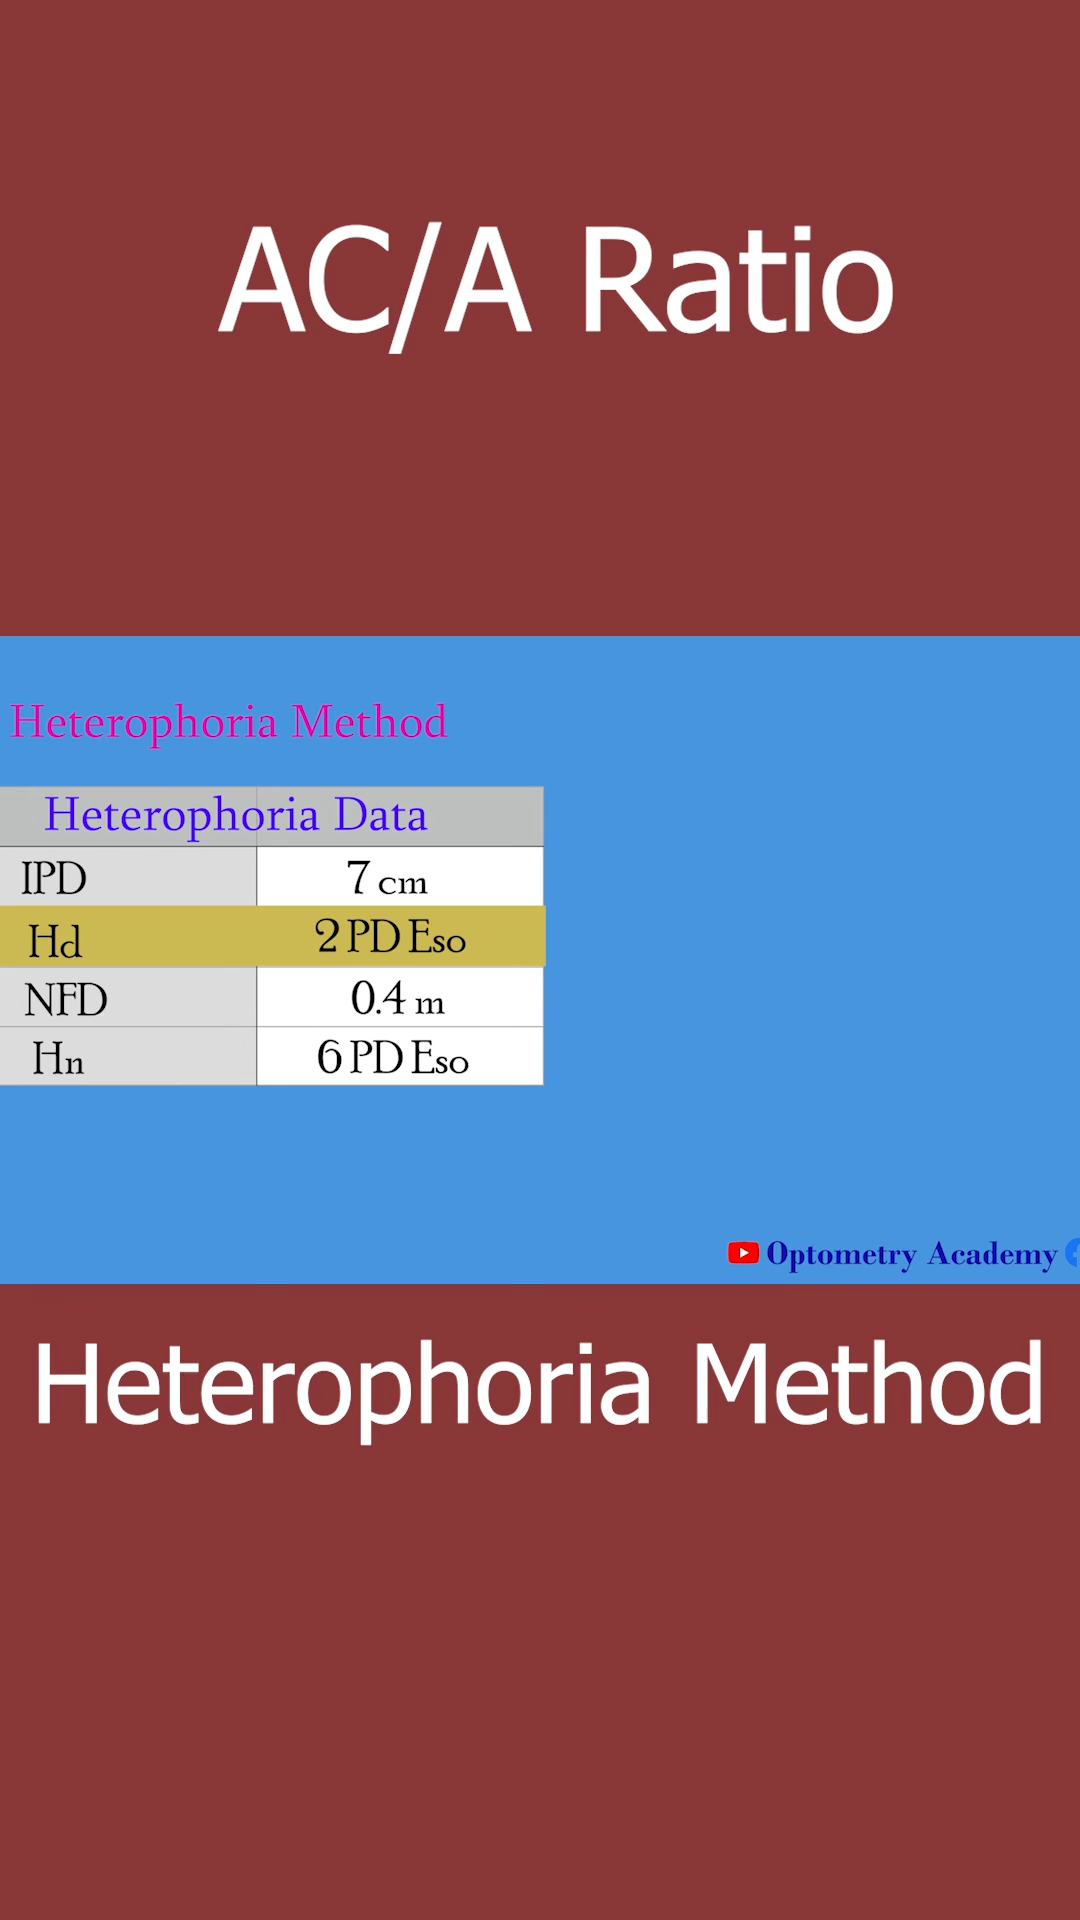 AC/A Ratio
Heterophoria Method
Heterophoria Data
IPD 7 cm
Hd 2 PD Eso
NFD 0.4 m
Hn 6 PD Eso
Optometry Academy
Heterophoria Method